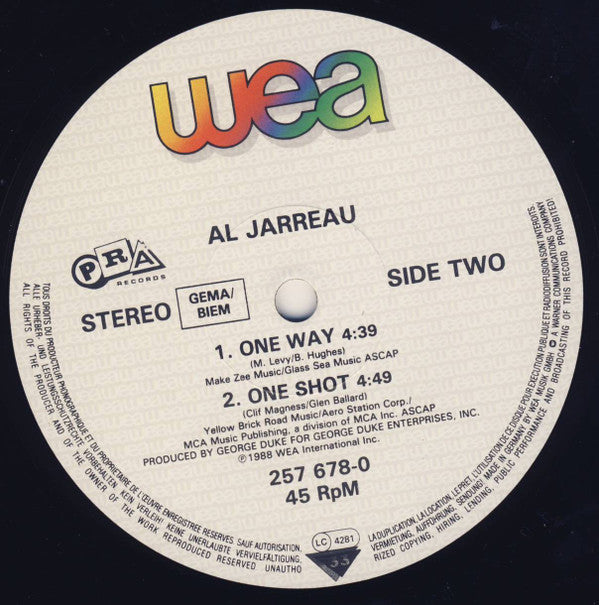 wea
AL JARREAU
PRA
RECORDS
STEREO
GEMA/
BIEM
SIDE TWO
1. ONE WAY 4:39
(M. Levy/B. Hughes)
Make Zee Music/Glass Sea Music ASCAP
2. ONE SHOT 4:49
(Clif Magness/Glen Ballard)
Yellow Brick Road Music/Aero Station Corp./
MCA Music Publishing, a division of MCA Inc. ASCAP
PRODUCED BY GEORGE DUKE FOR GEORGE DUKE ENTERPRISES, INC.
℗ 1988 WEA International Inc.
257 678-0
45 RpM
LC 4281
33
TOUS DROITS DU PRODUCTEUR PHONOGRAPHIQUE ET DU PROPRIETAIRE DE L'ŒUVRE ENREGISTREE RESERVES SAUF AUTORISATION,
LA DUPLICATION, LA LOCATION, LE PRET, L'UTILISATION DE CE DISQUE POUR EXECUTION PUBLIQUE ET RADIODIFFUSION SONT INTERDITS.
ALLE URHEBER- UND LEISTUNGSSCHUTZRECHTE VORBEHALTEN. KEIN VERLEIH! KEINE UNERLAUBTE VERVIELFÄLTIGUNG,
VERMIETUNG, AUFFÜHRUNG, SENDUNG! MADE IN GERMANY BY WEA MUSIK GMBH A WARNER COMMUNICATIONS COMPANY
ALL RIGHTS OF THE PRODUCER AND OF THE OWNER OF THE WORK REPRODUCED RESERVED UNAUTHO
RIZED COPYING, HIRING, LENDING, PUBLIC PERFORMANCE AND BROADCASTING OF THIS RECORD PROHIBITED!